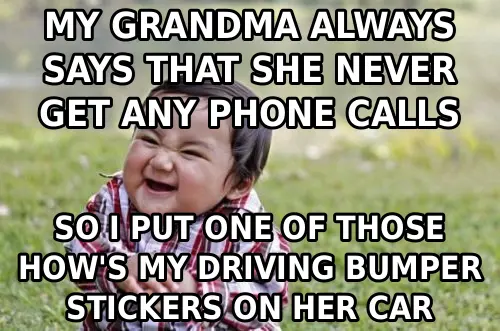 MY GRANDMA ALWAYS
SAYS THAT SHE NEVER
GET ANY PHONE CALLS
SO I PUT ONE OF THOSE
HOW'S MY DRIVING BUMPER
STICKERS ON HER CAR